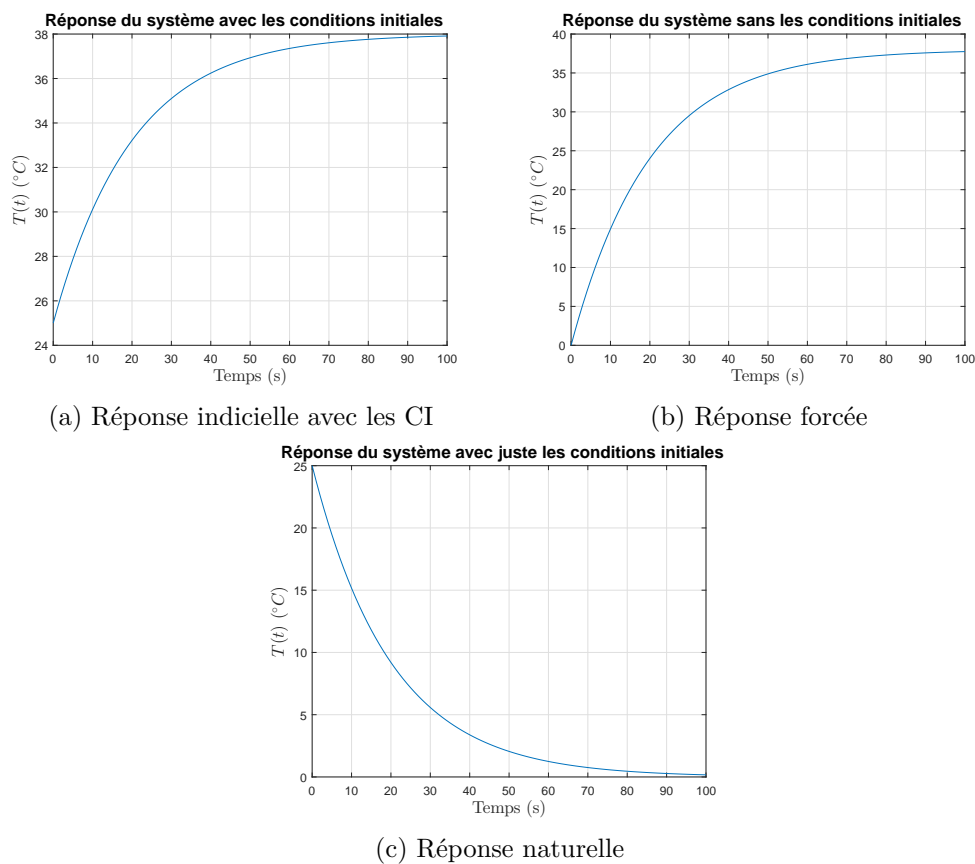 Réponse du système avec les conditions initiales
38
36
34
32
30
28
26
24
T(t) (°C)
0 10 20 30 40 50 60 70 80 90 100
Temps (s)
(a) Réponse indicielle avec les CI
Réponse du système sans les conditions initiales
40
35
30
25
20
15
10
5
0
T(t) (°C)
0 10 20 30 40 50 60 70 80 90 100
Temps (s)
(b) Réponse forcée
Réponse du système avec juste les conditions initiales
25
20
15
10
5
0
T(t) (°C)
0 10 20 30 40 50 60 70 80 90 100
Temps (s)
(c) Réponse naturelle